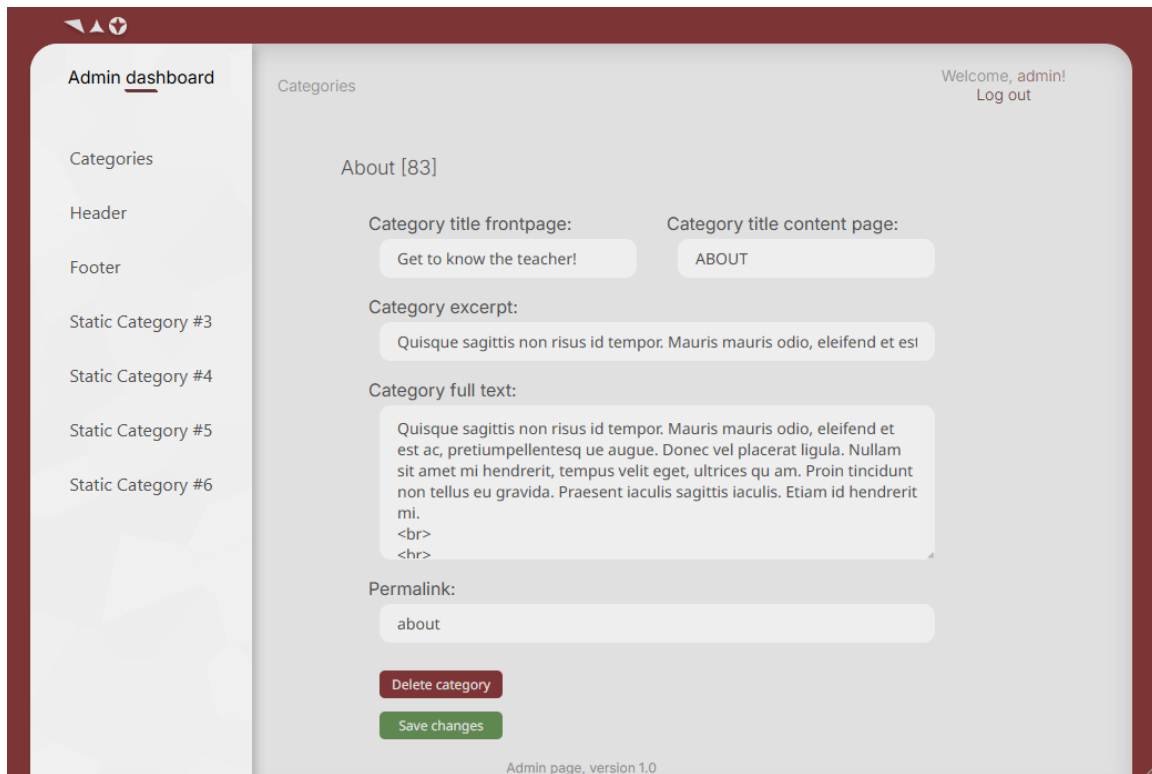 Admin dashboard
Categories
Header
Footer
Static Category #3
Static Category #4
Static Category #5
Static Category #6
Categories
Welcome, admin!
Log out
About [83]
Category title frontpage:
Get to know the teacher!
Category title content page:
ABOUT
Category excerpt:
Quisque sagittis non risus id tempor. Mauris mauris odio, eleifend et est
Category full text:
Quisque sagittis non risus id tempor. Mauris mauris odio, eleifend et
est ac, pretiumpellentesq ue augue. Donec vel placerat ligula. Nullam
sit amet mi hendrerit, tempus velit eget, ultrices qu am. Proin tincidunt
non tellus eu gravida. Praesent iaculis sagittis iaculis. Etiam id hendrerit
mi.
<br>
<br>
Permalink:
about
Delete category
Save changes
Admin page, version 1.0